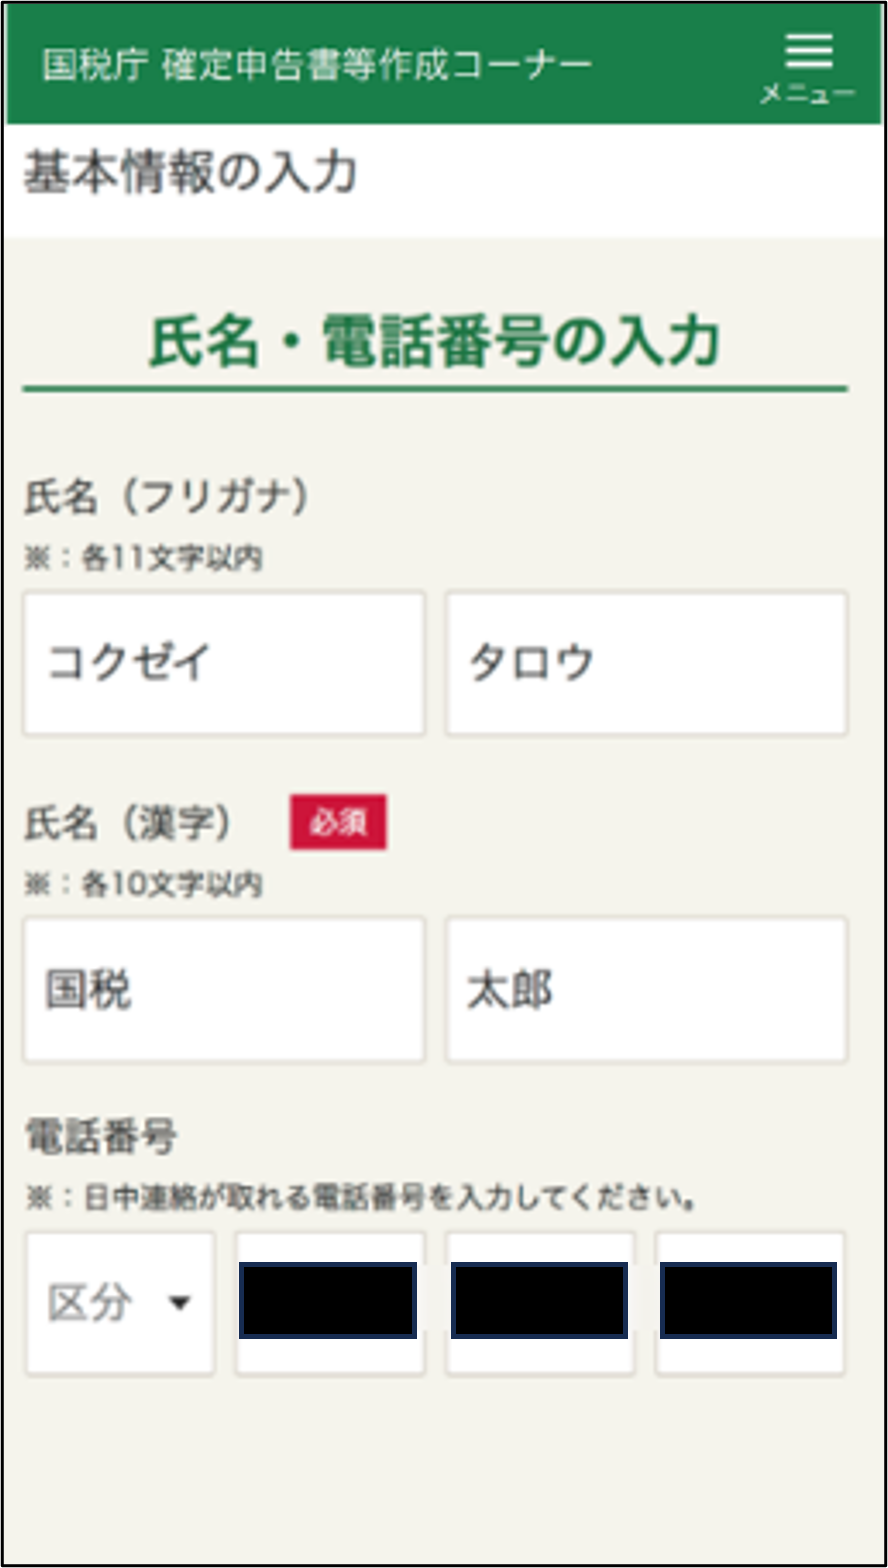 国税庁 確定申告書等作成コーナー
メニュー
基本情報の入力
氏名・電話番号の入力
氏名（フリガナ）
※：各11文字以内
コクゼイ タロウ
氏名（漢字） 必須
※：各10文字以内
国税 太郎
電話番号
※：日中連絡が取れる電話番号を入力してください。
区分